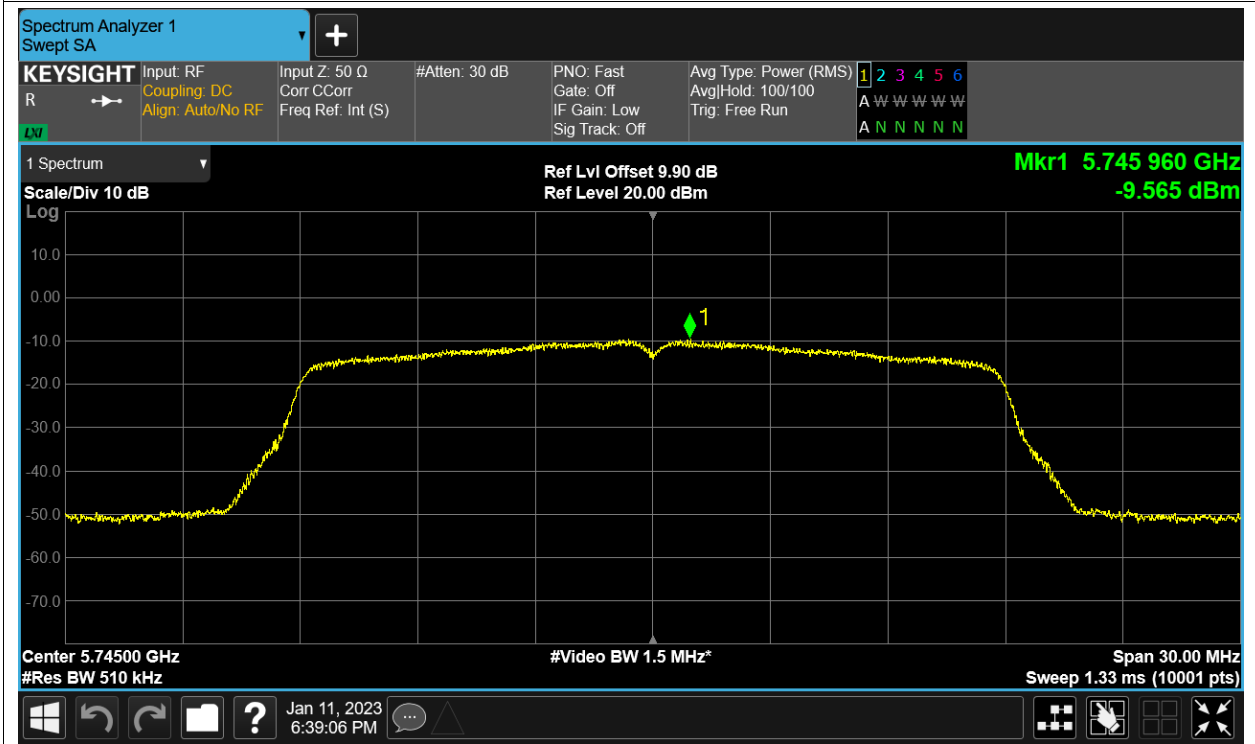 Spectrum Analyzer 1
Swept SA
+
KEYSIGHT
R
LXI
Input: RF
Coupling: DC
Align: Auto/No RF
Input Z: 50 Ω
Corr CCorr
Freq Ref: Int (S)
#Atten: 30 dB
PNO: Fast
Gate: Off
IF Gain: Low
Sig Track: Off
Avg Type: Power (RMS)
Avg|Hold: 100/100
Trig: Free Run
1 2 3 4 5 6
A W W W W W
A N N N N N
1 Spectrum
Scale/Div 10 dB
Log
Ref Lvl Offset 9.90 dB
Ref Level 20.00 dBm
Mkr1 5.745 960 GHz
-9.565 dBm
10.0
0.00
-10.0
-20.0
-30.0
-40.0
-50.0
-60.0
-70.0
1
Center 5.74500 GHz
#Res BW 510 kHz
#Video BW 1.5 MHz*
Span 30.00 MHz
Sweep 1.33 ms (10001 pts)
?
Jan 11, 2023
6:39:06 PM